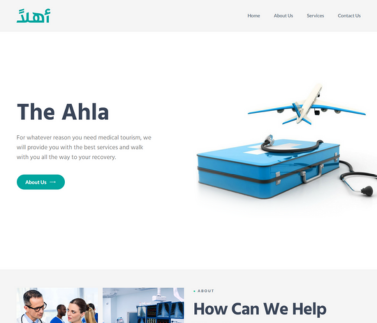 أهلاً
Home
About Us
Services
Contact Us
The Ahla
For whatever reason you need medical tourism, we
will provide you with the best services and walk
with you all the way to your recovery.
About Us →
+ ABOUT
How Can We Help